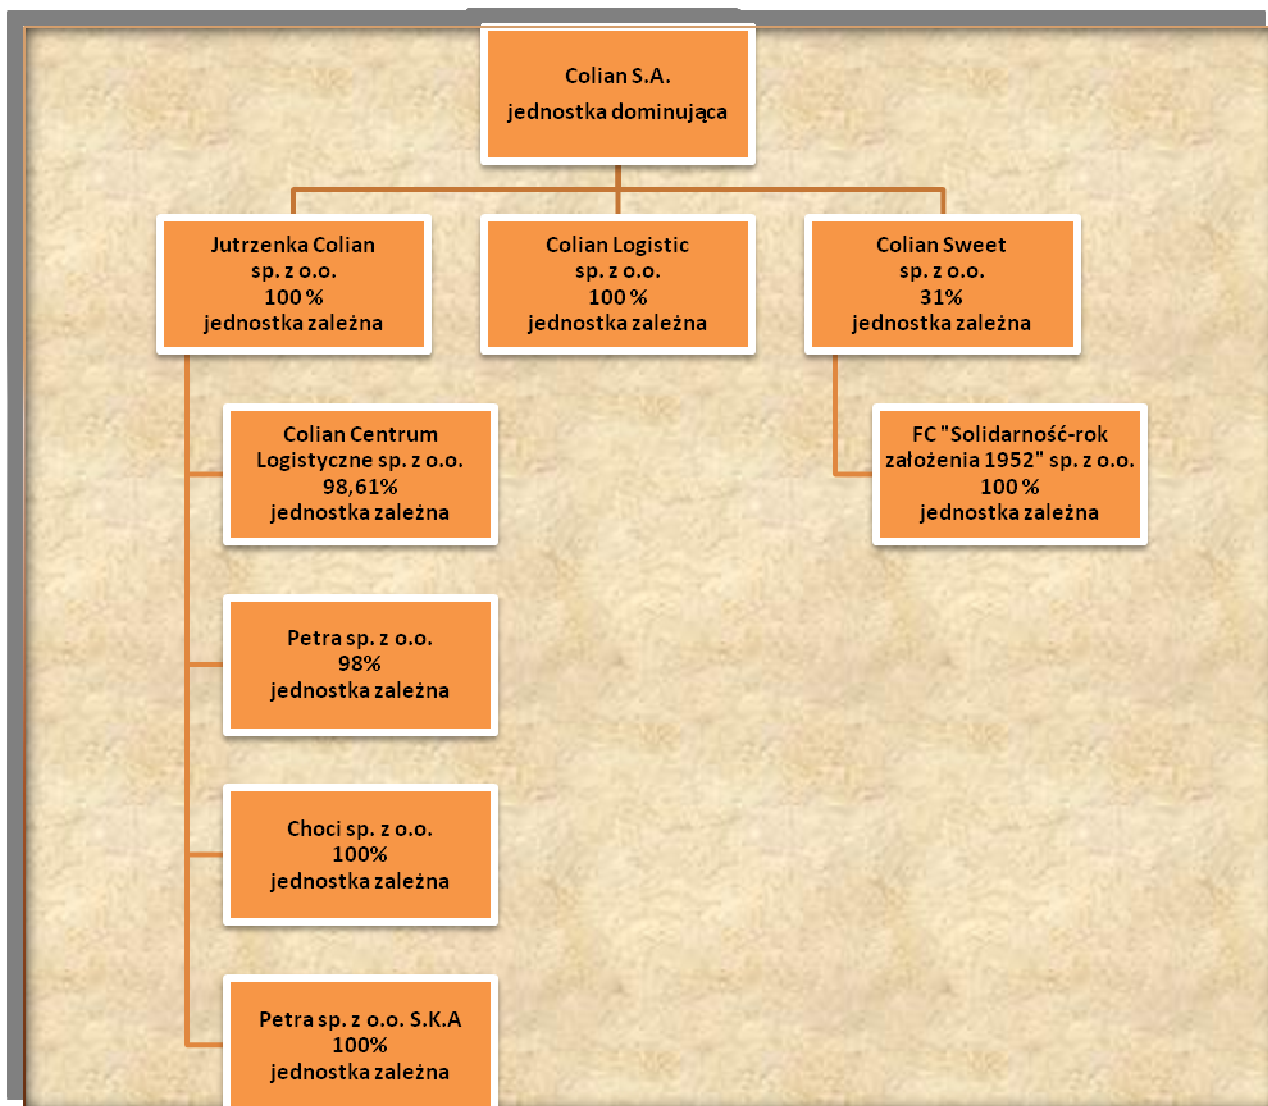 Colian S.A.
jednostka dominująca
Jutrzenka Colian
sp. z o.o.
100 %
jednostka zależna
Colian Logistic
sp. z o.o.
100 %
jednostka zależna
Colian Sweet
sp. z o.o.
31%
jednostka zależna
Colian Centrum
Logistyczne sp. z o.o.
98,61%
jednostka zależna
FC "Solidarność-rok
założenia 1952" sp. z o.o.
100 %
jednostka zależna
Petra sp. z o.o.
98%
jednostka zależna
Choci sp. z o.o.
100%
jednostka zależna
Petra sp. z o.o. S.K.A
100%
jednostka zależna